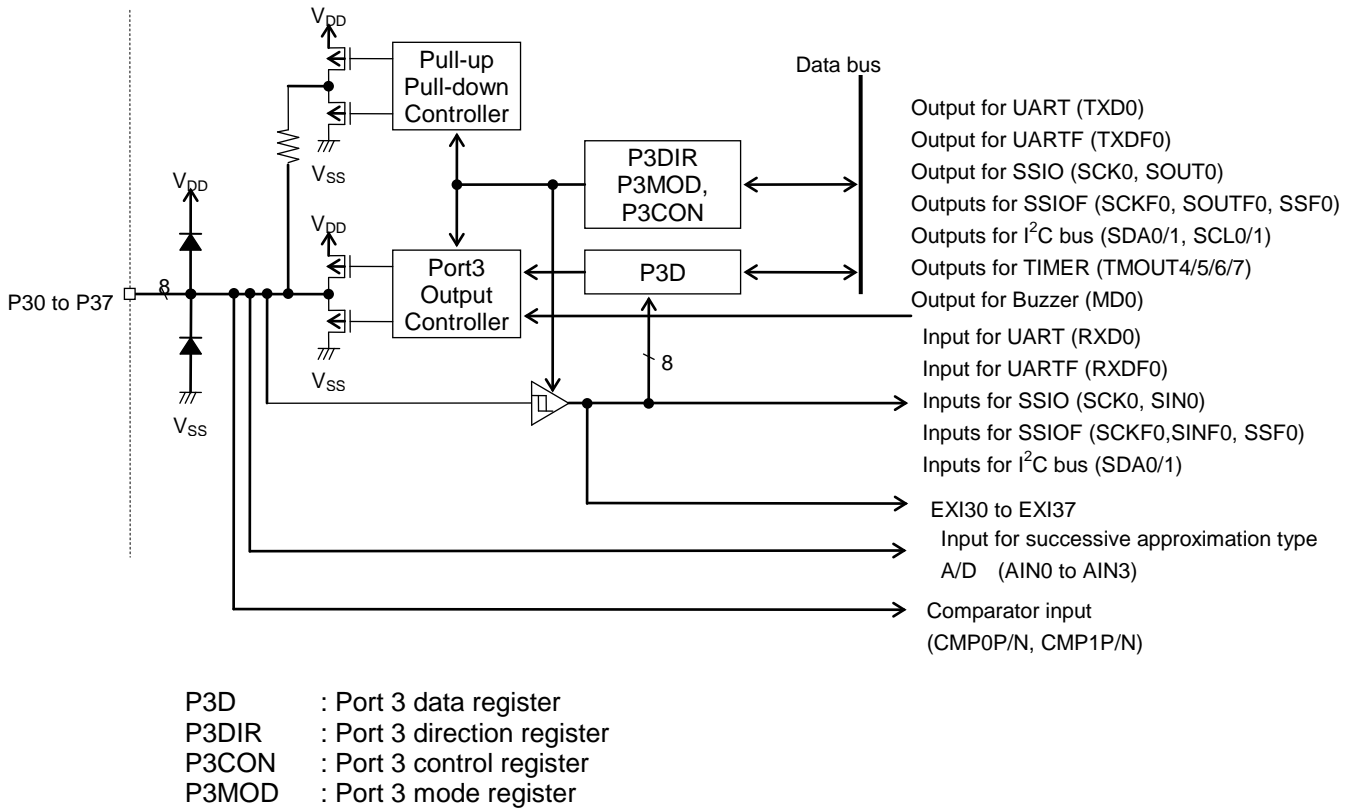 V_DD
Pull-up
Pull-down
Controller
V_SS
Data bus
P3DIR
P3MOD,
P3CON
V_DD
V_DD
Port3
Output
Controller
P3D
P30 to P37
8
V_SS
V_SS
8
Output for UART (TXD0)
Output for UARTF (TXDF0)
Output for SSIO (SCK0, SOUT0)
Outputs for SSIOF (SCKF0, SOUTF0, SSF0)
Outputs for I²C bus (SDA0/1, SCL0/1)
Outputs for TIMER (TMOUT4/5/6/7)
Output for Buzzer (MD0)
Input for UART (RXD0)
Input for UARTF (RXDF0)
Inputs for SSIO (SCK0, SIN0)
Inputs for SSIOF (SCKF0,SINF0, SSF0)
Inputs for I²C bus (SDA0/1)
EXI30 to EXI37
Input for successive approximation type
A/D (AIN0 to AIN3)
Comparator input
(CMP0P/N, CMP1P/N)
P3D : Port 3 data register
P3DIR : Port 3 direction register
P3CON : Port 3 control register
P3MOD : Port 3 mode register